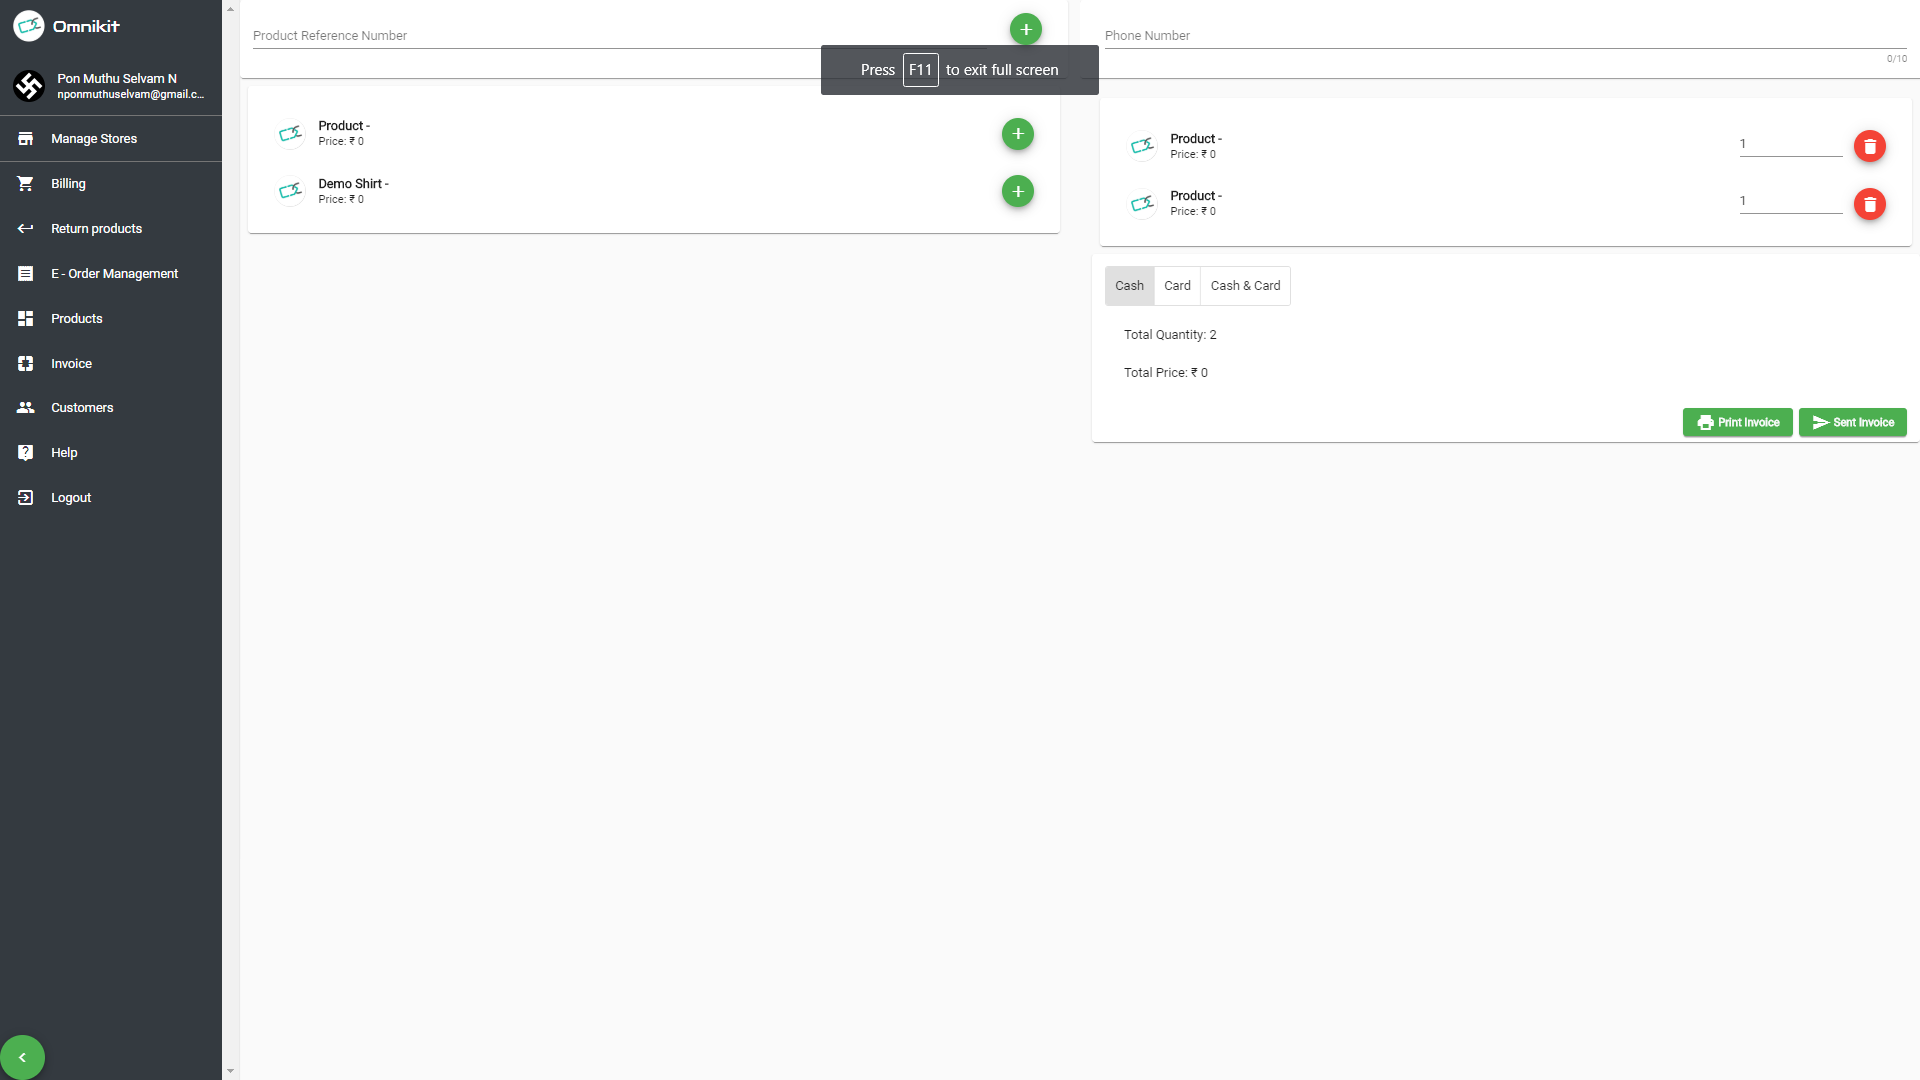 Omnikit
Pon Muthu Selvam N
nponmuthuselvam@gmail.c...
Manage Stores
Billing
Return products
E - Order Management
Products
Invoice
Customers
Help
Logout
Product Reference Number
Press F11 to exit full screen
Product -
Price: ₹ 0
Demo Shirt -
Price: ₹ 0
Phone Number
0/10
Product -
Price: ₹ 0
1
Product -
Price: ₹ 0
1
Cash Card Cash & Card
Total Quantity: 2
Total Price: ₹ 0
Print Invoice Sent Invoice